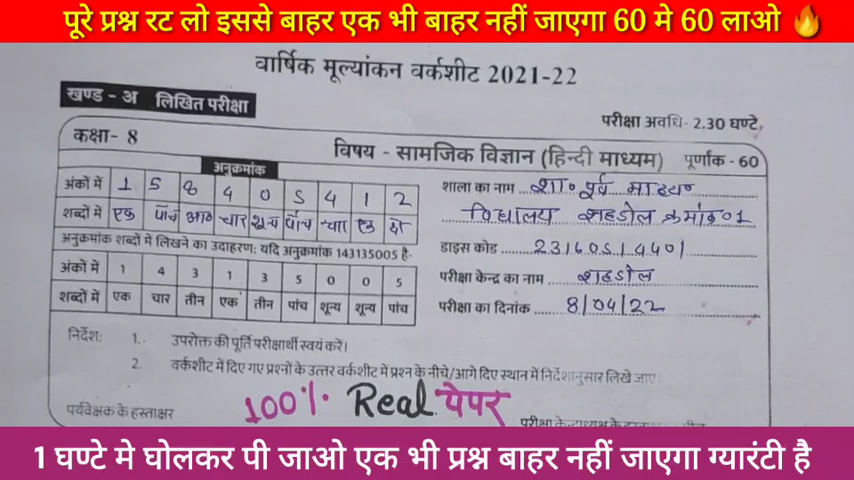 पूरे प्रश्न रट लो इससे बाहर एक भी बाहर नहीं जाएगा 60 मे 60 लाओ 🔥
वार्षिक मूल्यांकन वर्कशीट 2021-22
खण्ड - अ लिखित परीक्षा
परीक्षा अवधि- 2.30 घण्टे,
कक्षा- 8
विषय - सामजिक विज्ञान (हिन्दी माध्यम) पूर्णांक - 60
अनुक्रमांक
अंकों में 1 5 8 4 0 5 4 1 2
शब्दों में एक पाँच आठ चार शून्य पाँच चार एक दो
अनुक्रमांक शब्दों में लिखने का उदाहरण: यदि अनुक्रमांक 143135005 है-
अंकों में 1 4 3 1 3 5 0 0 5
शब्दों में एक चार तीन एक तीन पांच शून्य शून्य पांच
शाला का नाम शा० पूर्व माध्य०
विद्यालय शहडोल क्रमांक 01
डाइस कोड 23160514401
परीक्षा केन्द्र का नाम शहडोल
परीक्षा का दिनांक 8/04/22
निर्देश: 1. उपरोक्त की पूर्ति परीक्षार्थी स्वयं करें।
2. वर्कशीट में दिए गए प्रश्नों के उत्तर वर्कशीट में प्रश्न के नीचे/आगे दिए स्थान में निर्देशानुसार लिखे जाए।
100% Real पेपर
पर्यवेक्षक के हस्ताक्षर
परीक्षा केन्द्राध्यक्ष के
1 घण्टे मे घोलकर पी जाओ एक भी प्रश्न बाहर नहीं जाएगा ग्यारंटी है